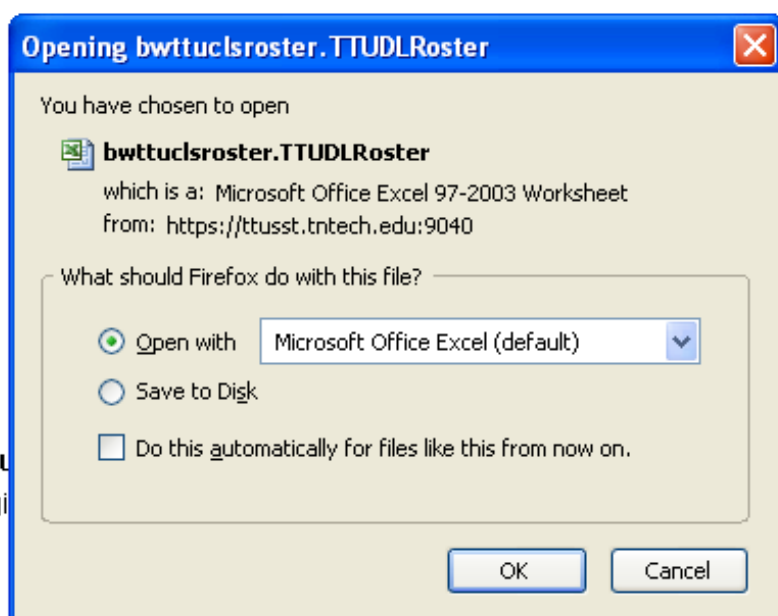 Opening bwttuclsroster.TTUDLRoster
You have chosen to open
bwttuclsroster.TTUDLRoster
which is a: Microsoft Office Excel 97-2003 Worksheet
from: https://ttusst.tntech.edu:9040
What should Firefox do with this file?
Open with Microsoft Office Excel (default)
Save to Disk
Do this automatically for files like this from now on.
OK Cancel